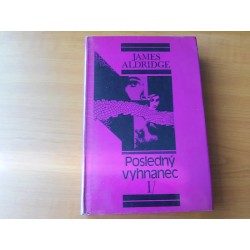 JAMES
ALDRIDGE
Posledný
vyhnanec
1/